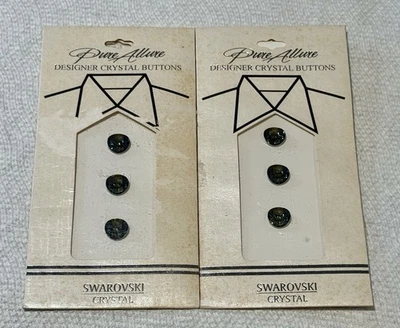 Pure Allure
DESIGNER CRYSTAL BUTTONS
SWAROVSKI
CRYSTAL
Pure Allure
DESIGNER CRYSTAL BUTTONS
SWAROVSKI
CRYSTAL